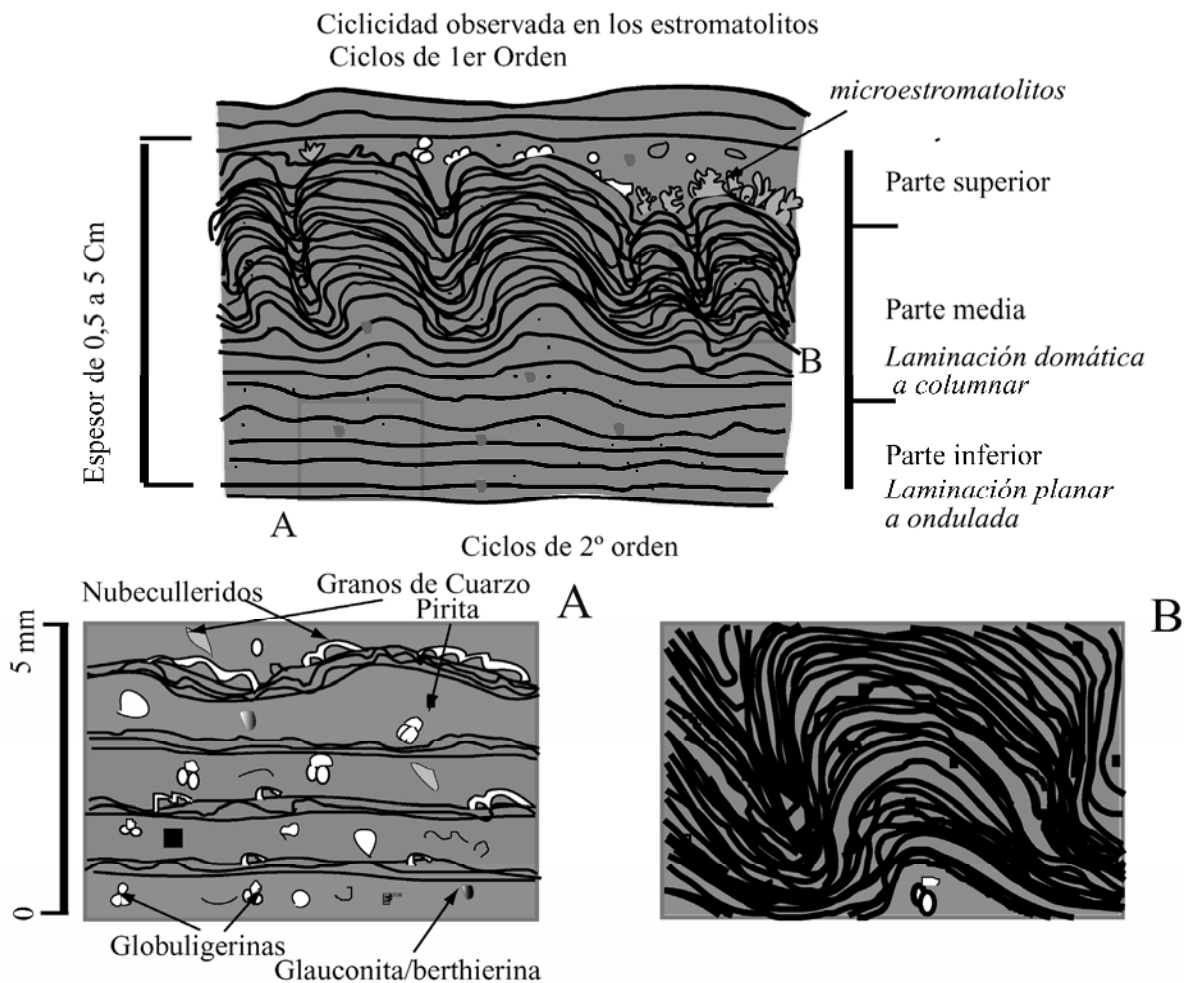 Ciclicidad observada en los estromatolitos
Ciclos de 1er Orden
microestromatolitos
Espesor de 0,5 a 5 Cm
Parte superior
Parte media
Laminación domática
a columnar
Parte inferior
Laminación planar
a ondulada
B
A
Ciclos de 2º orden
Nubeculleridos
Granos de Cuarzo
Pirita
A
B
5 mm
0
Globuligerinas
Glauconita/berthierina